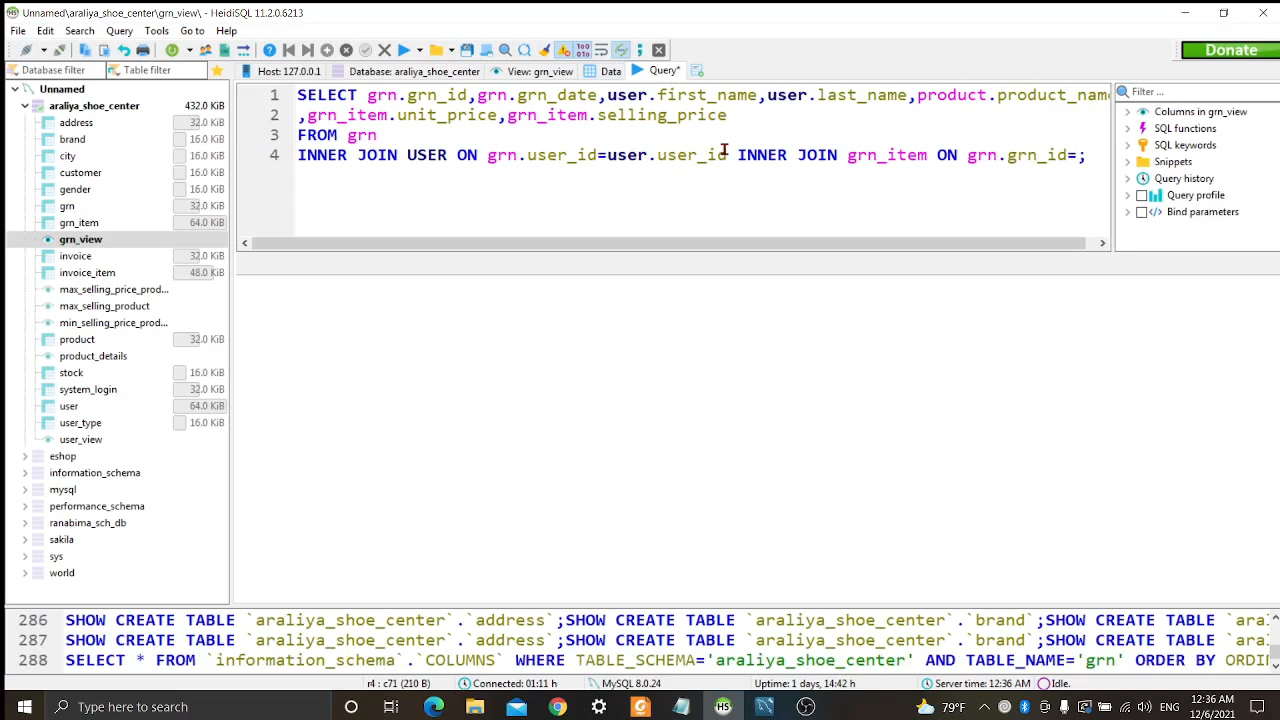 Unnamed\araliya_shoe_center\grn_view\ - HeidiSQL 11.2.0.6213
File Edit Search Query Tools Go to Help
Donate
Database filter Table filter Host: 127.0.0.1 Database: araliya_shoe_center View: grn_view Data Query*
Unnamed
araliya_shoe_center 432.0 KiB
address 32.0 KiB
brand 16.0 KiB
city 16.0 KiB
customer 16.0 KiB
gender 16.0 KiB
grn 32.0 KiB
grn_item 64.0 KiB
grn_view
invoice 32.0 KiB
invoice_item 48.0 KiB
max_selling_price_prod...
max_selling_product
min_selling_price_prod...
product 32.0 KiB
product_details
stock 16.0 KiB
system_login 32.0 KiB
user 64.0 KiB
user_type 16.0 KiB
user_view
eshop
information_schema
mysql
performance_schema
ranabima_sch_db
sakila
sys
world
1 SELECT grn.grn_id,grn.grn_date,user.first_name,user.last_name,product.product_name
2 ,grn_item.unit_price,grn_item.selling_price
3 FROM grn
4 INNER JOIN USER ON grn.user_id=user.user_id INNER JOIN grn_item ON grn.grn_id=;
Filter ...
Columns in grn_view
SQL functions
SQL keywords
Snippets
Query history
Query profile
Bind parameters
286 SHOW CREATE TABLE `araliya_shoe_center`.`address`;SHOW CREATE TABLE `araliya_shoe_center`.`brand`;SHOW CREATE TABLE `aral
287 SHOW CREATE TABLE `araliya_shoe_center`.`address`;SHOW CREATE TABLE `araliya_shoe_center`.`brand`;SHOW CREATE TABLE `aral
288 SELECT * FROM `information_schema`.`COLUMNS` WHERE TABLE_SCHEMA='araliya_shoe_center' AND TABLE_NAME='grn' ORDER BY ORDIN
r4 : c71 (210 B) Connected: 01:11 h MySQL 8.0.24 Uptime: 1 days, 14:42 h Server time: 12:36 AM Idle.
Type here to search
79°F
12:36 AM
12/6/2021